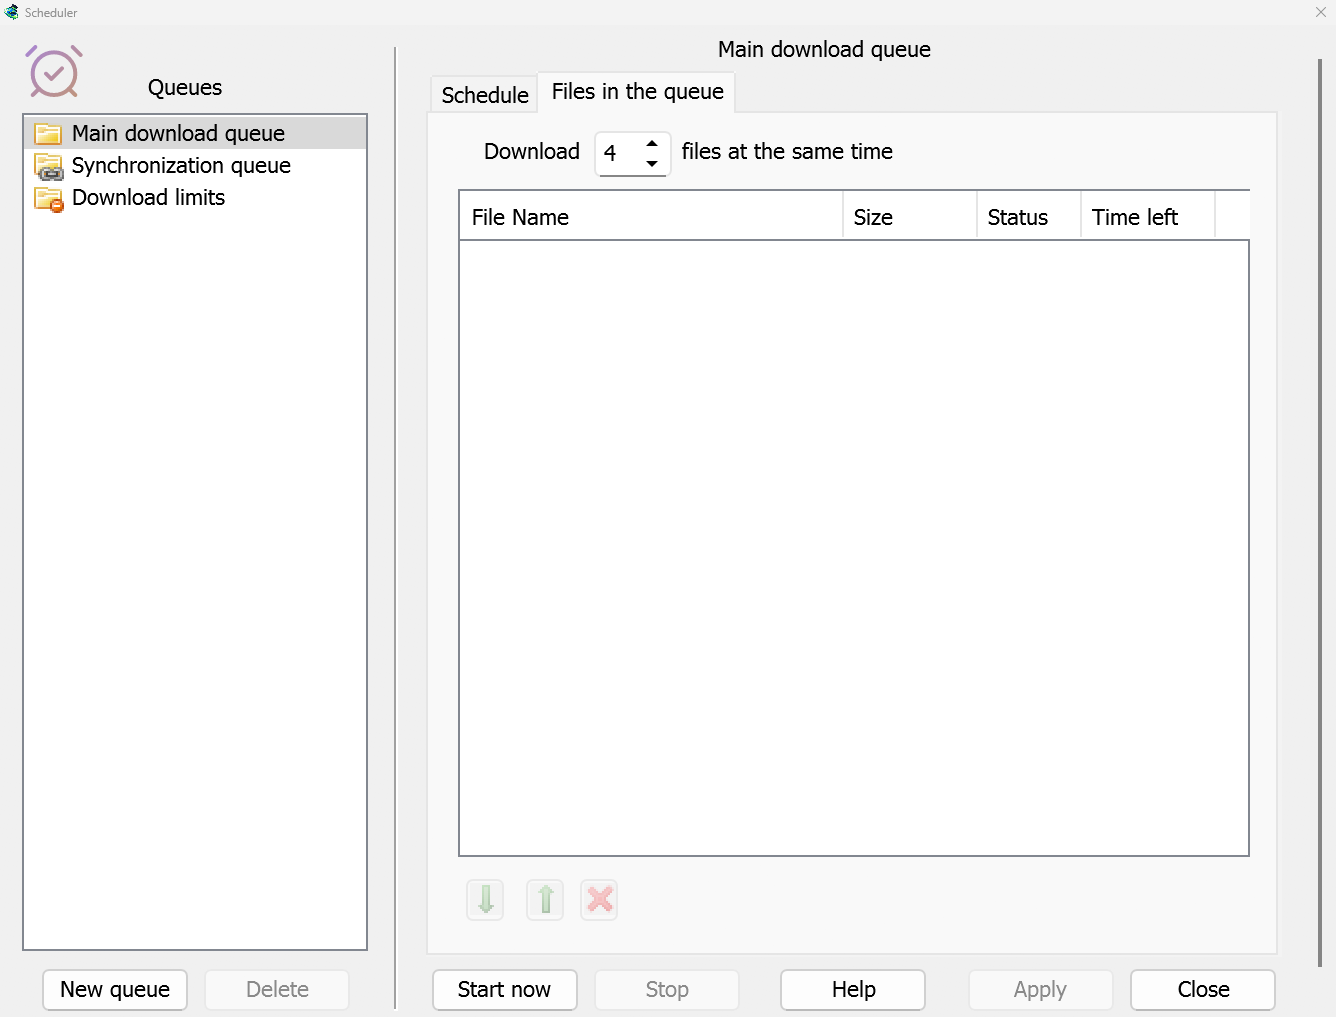 Scheduler
Queues
Main download queue
Synchronization queue
Download limits
New queue
Delete
Main download queue
Schedule
Files in the queue
Download 4 files at the same time
File Name Size Status Time left
Start now
Stop
Help
Apply
Close